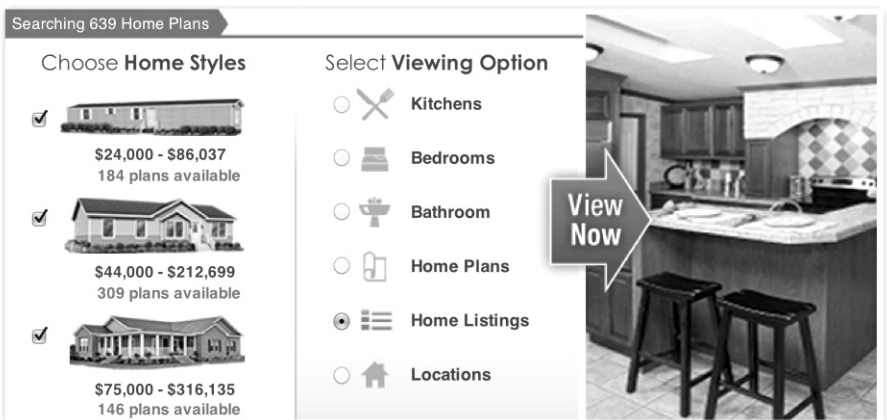 Searching 639 Home Plans
Choose Home Styles
$24,000 - $86,037
184 plans available
$44,000 - $212,699
309 plans available
$75,000 - $316,135
146 plans available
Select Viewing Option
Kitchens
Bedrooms
Bathroom
Home Plans
Home Listings
Locations
View
Now